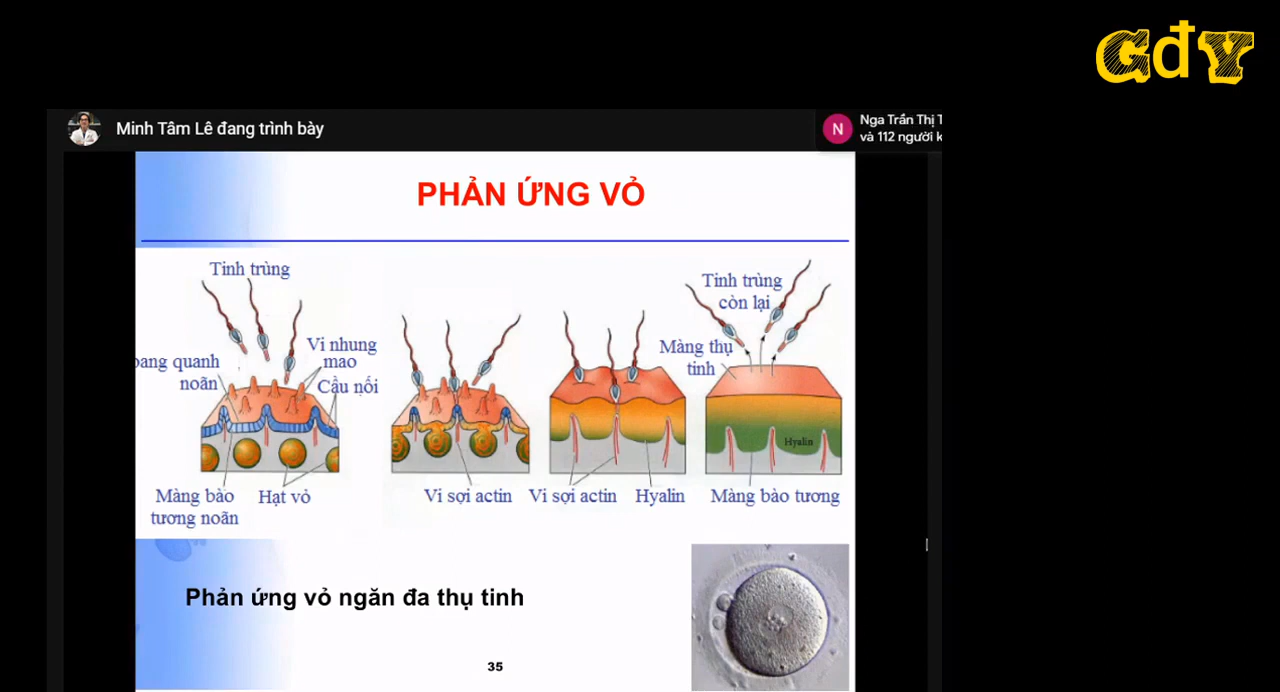 GđY
Minh Tâm Lê đang trình bày
N
Nga Trần Thị T
và 112 người k
PHẢN ỨNG VỎ
Tinh trùng
Vi nhung
mao
oang quanh
noãn
Cầu nối
Màng bào
tương noãn
Hạt vỏ
Vi sợi actin
Vi sợi actin
Hyalin
Tinh trùng
còn lại
Màng thụ
tinh
Hyalin
Màng bào tương
Phản ứng vỏ ngăn đa thụ tinh
35